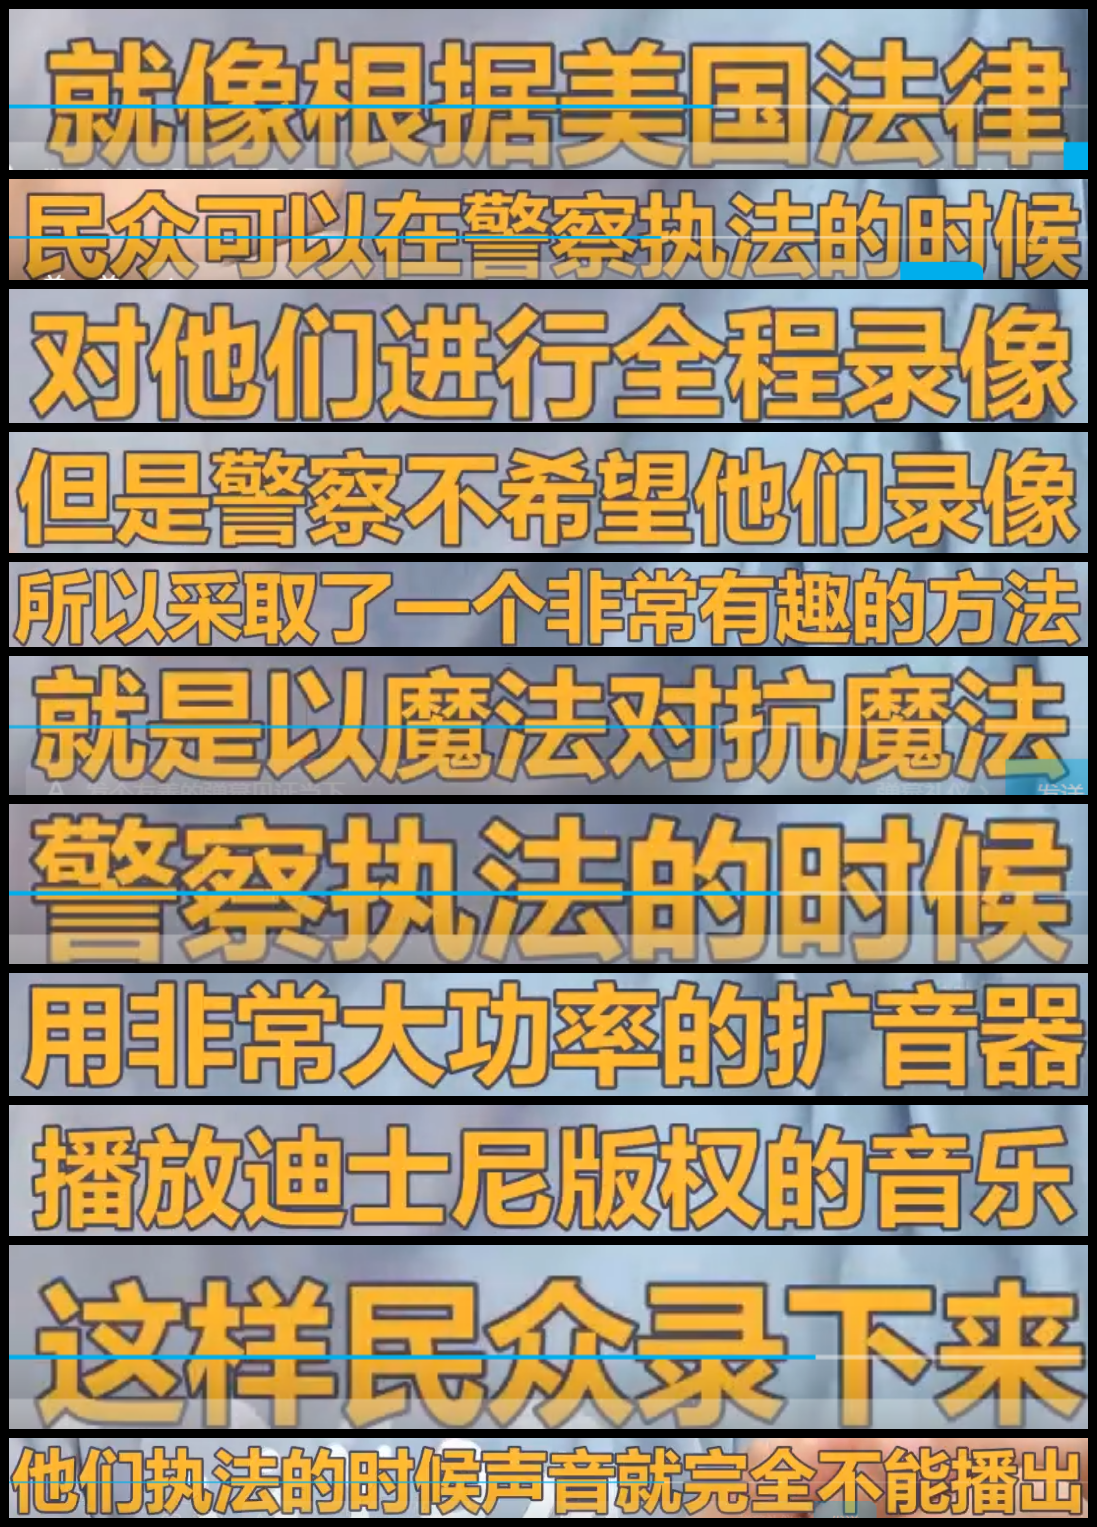 就像根据美国法律
民众可以在警察执法的时候
对他们进行全程录像
但是警察不希望他们录像
所以采取了一个非常有趣的方法
就是以魔法对抗魔法
发送
警察执法的时候
用非常大功率的扩音器
播放迪士尼版权的音乐
这样民众录下来
他们执法的时候声音就完全不能播出